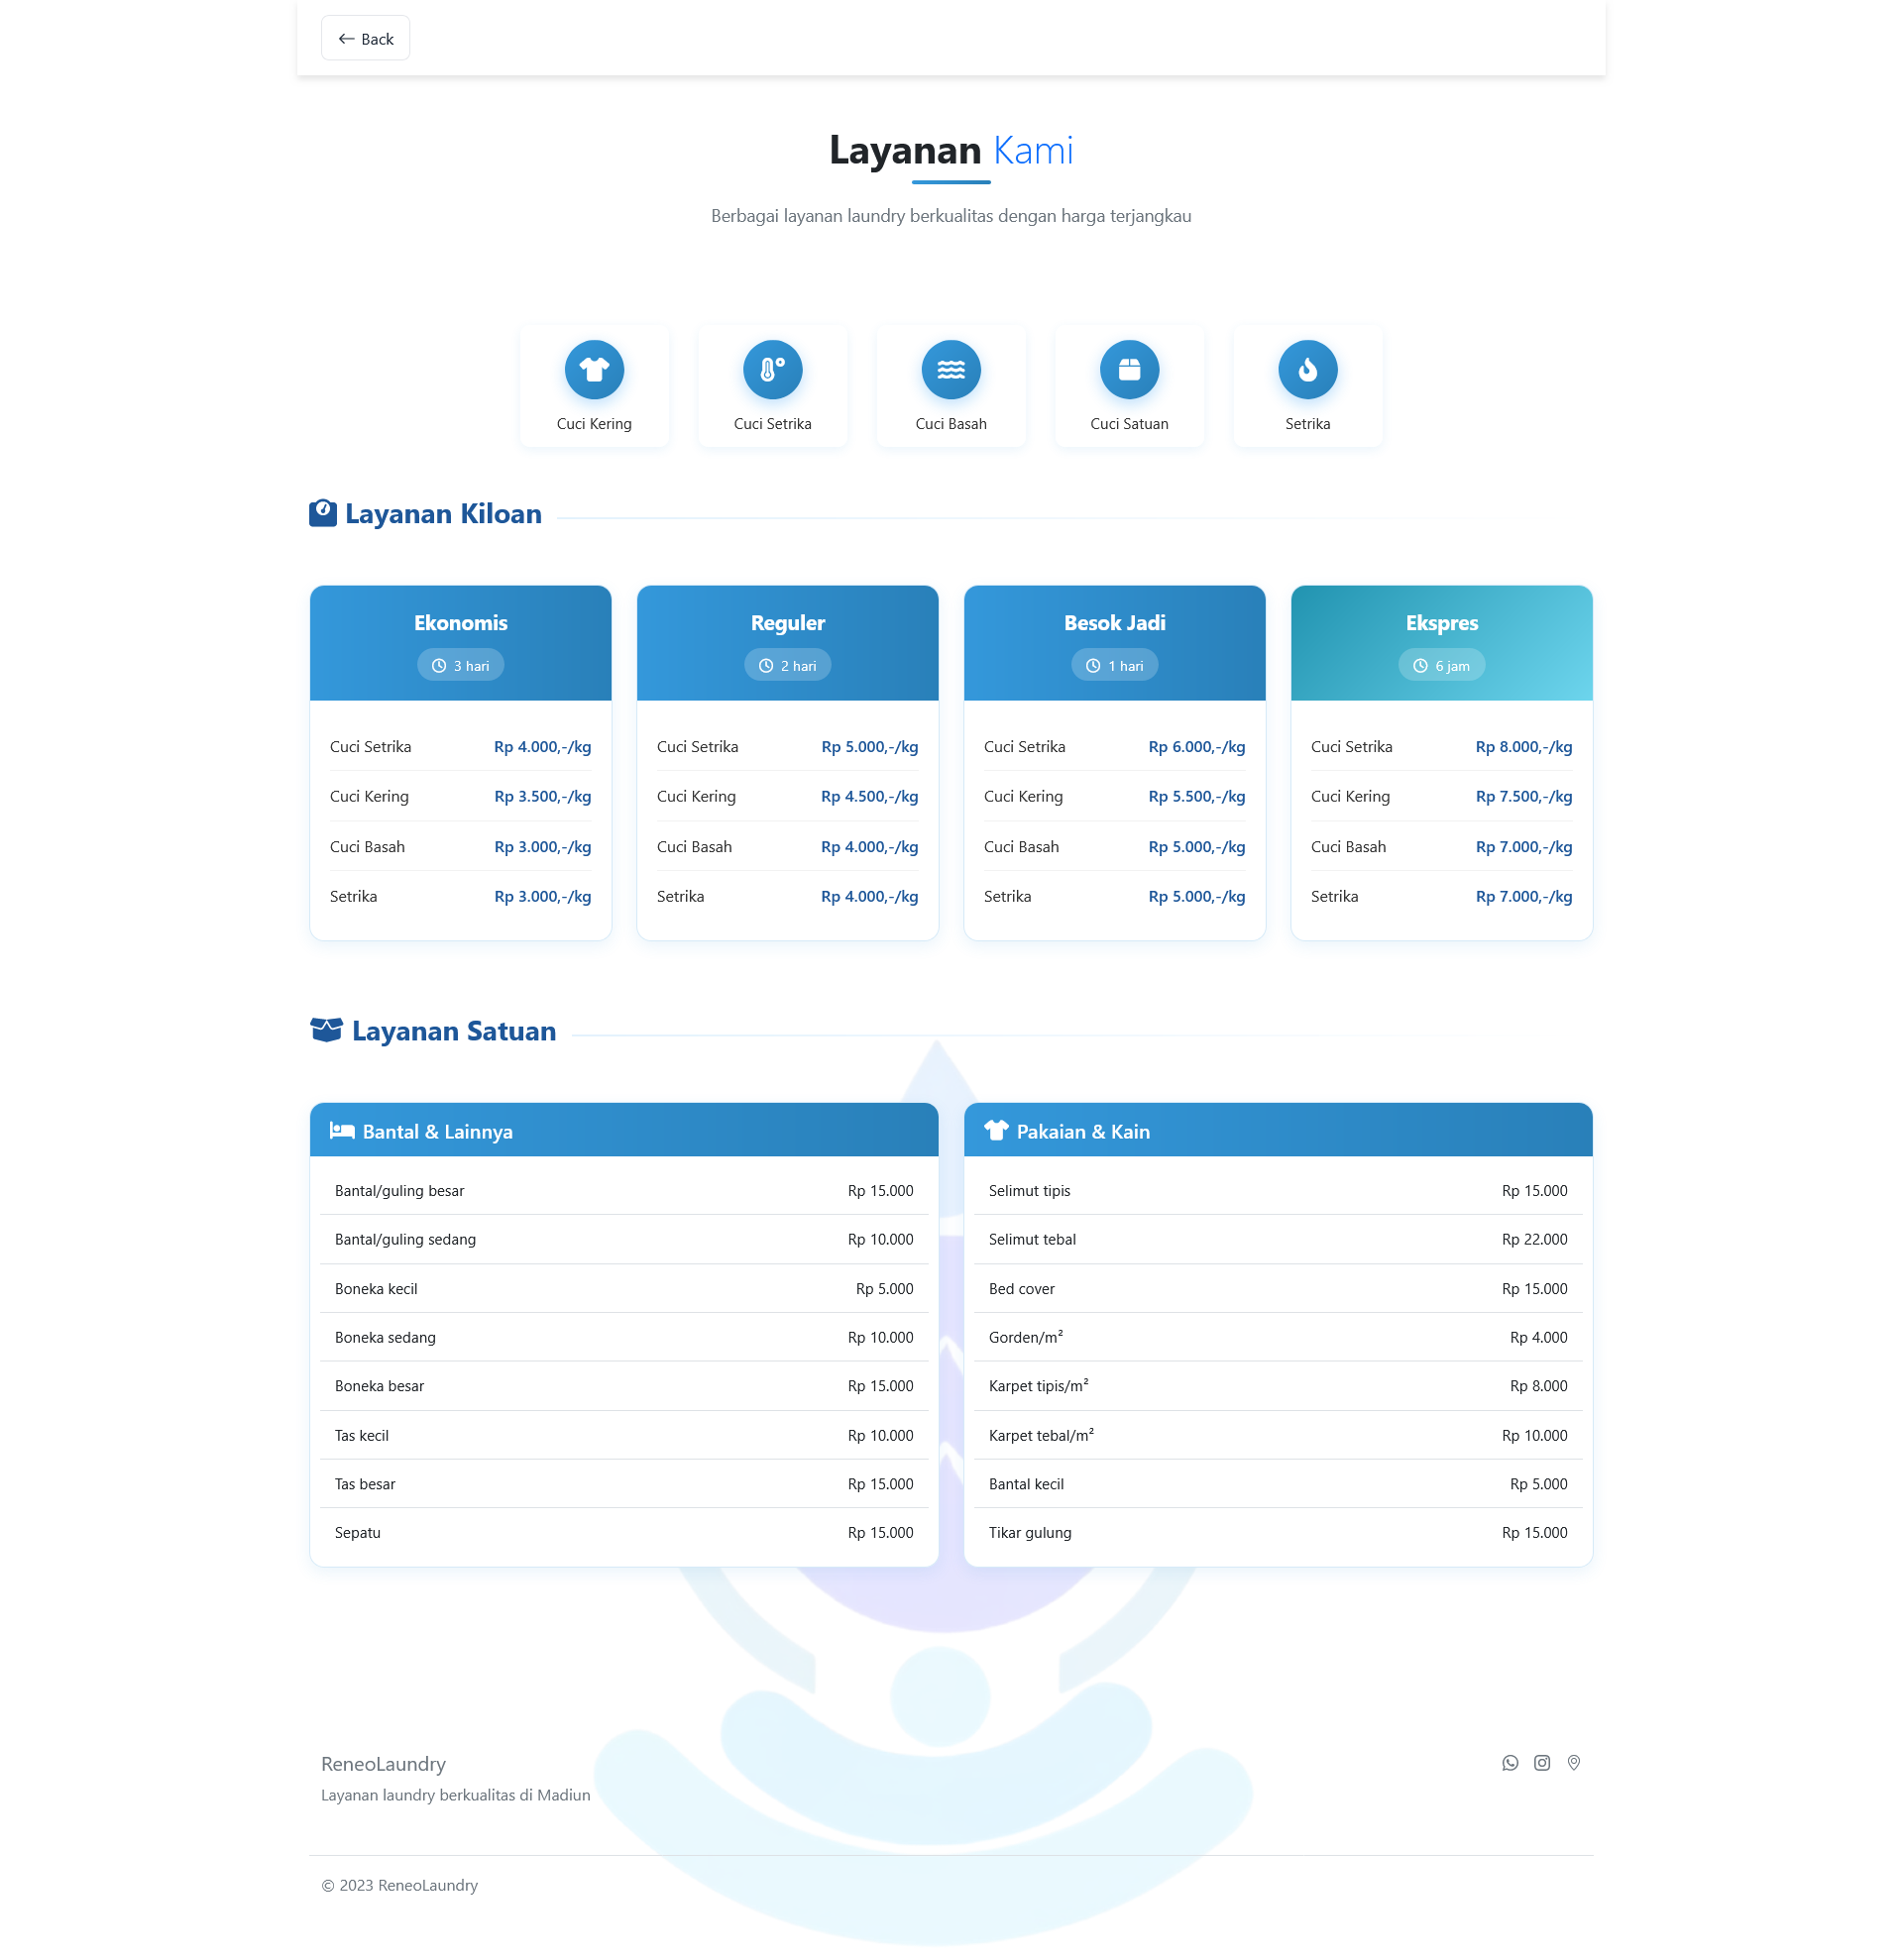 Back
Layanan Kami
Berbagai layanan laundry berkualitas dengan harga terjangkau
Cuci Kering
Cuci Setrika
Cuci Basah
Cuci Satuan
Setrika
Layanan Kiloan
Ekonomis
3 hari
Cuci Setrika Rp 4.000,-/kg
Cuci Kering Rp 3.500,-/kg
Cuci Basah Rp 3.000,-/kg
Setrika Rp 3.000,-/kg
Reguler
2 hari
Cuci Setrika Rp 5.000,-/kg
Cuci Kering Rp 4.500,-/kg
Cuci Basah Rp 4.000,-/kg
Setrika Rp 4.000,-/kg
Besok Jadi
1 hari
Cuci Setrika Rp 6.000,-/kg
Cuci Kering Rp 5.500,-/kg
Cuci Basah Rp 5.000,-/kg
Setrika Rp 5.000,-/kg
Ekspres
6 jam
Cuci Setrika Rp 8.000,-/kg
Cuci Kering Rp 7.500,-/kg
Cuci Basah Rp 7.000,-/kg
Setrika Rp 7.000,-/kg
Layanan Satuan
Bantal & Lainnya
Bantal/guling besar Rp 15.000
Bantal/guling sedang Rp 10.000
Boneka kecil Rp 5.000
Boneka sedang Rp 10.000
Boneka besar Rp 15.000
Tas kecil Rp 10.000
Tas besar Rp 15.000
Sepatu Rp 15.000
Pakaian & Kain
Selimut tipis Rp 15.000
Selimut tebal Rp 22.000
Bed cover Rp 15.000
Gorden/m² Rp 4.000
Karpet tipis/m² Rp 8.000
Karpet tebal/m² Rp 10.000
Bantal kecil Rp 5.000
Tikar gulung Rp 15.000
ReneoLaundry
Layanan laundry berkualitas di Madiun
© 2023 ReneoLaundry